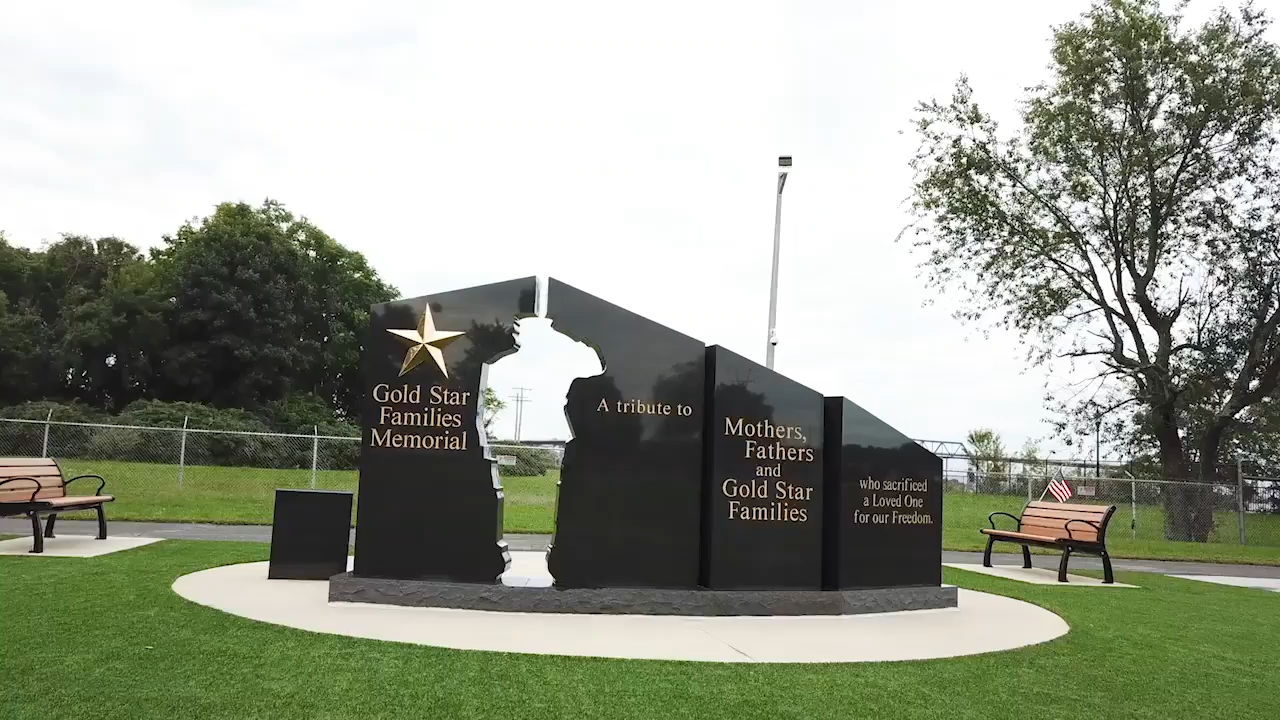 Gold Star
Families
Memorial
A tribute to
Mothers,
Fathers
and
Gold Star
Families
who sacrificed
a Loved One
for our Freedom.